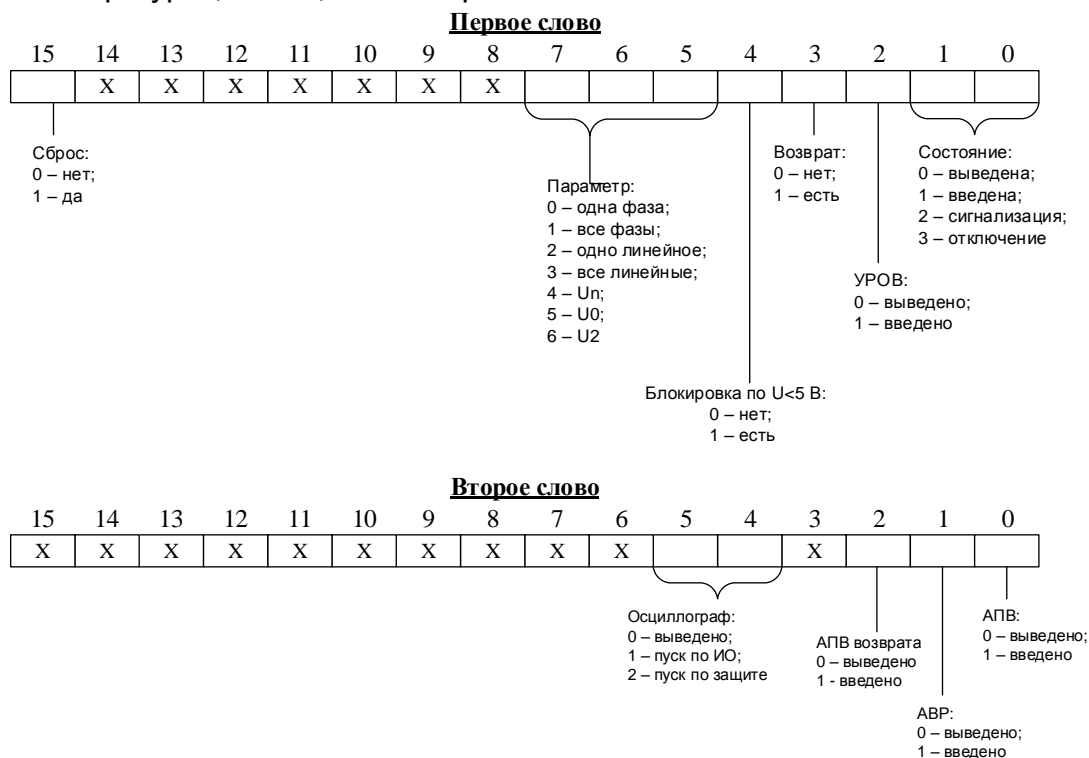 Первое слово
15 14 13 12 11 10 9 8 7 6 5 4 3 2 1 0
X X X X X X X
Сброс:
0 – нет;
1 – да
Параметр:
0 – одна фаза;
1 – все фазы;
2 – одно линейное;
3 – все линейные;
4 – Un;
5 – U0;
6 – U2
Блокировка по U<5 В:
0 – нет;
1 – есть
Возврат:
0 – нет;
1 – есть
УРОВ:
0 – выведено;
1 – введено
Состояние:
0 – выведена;
1 – введена;
2 – сигнализация;
3 – отключение
Второе слово
15 14 13 12 11 10 9 8 7 6 5 4 3 2 1 0
X X X X X X X X X X X
Осциллограф:
0 – выведено;
1 – пуск по ИО;
2 – пуск по защите
АПВ возврата
0 – выведено
1 - введено
АВР:
0 – выведено;
1 – введено
АПВ:
0 – выведено;
1 – введено